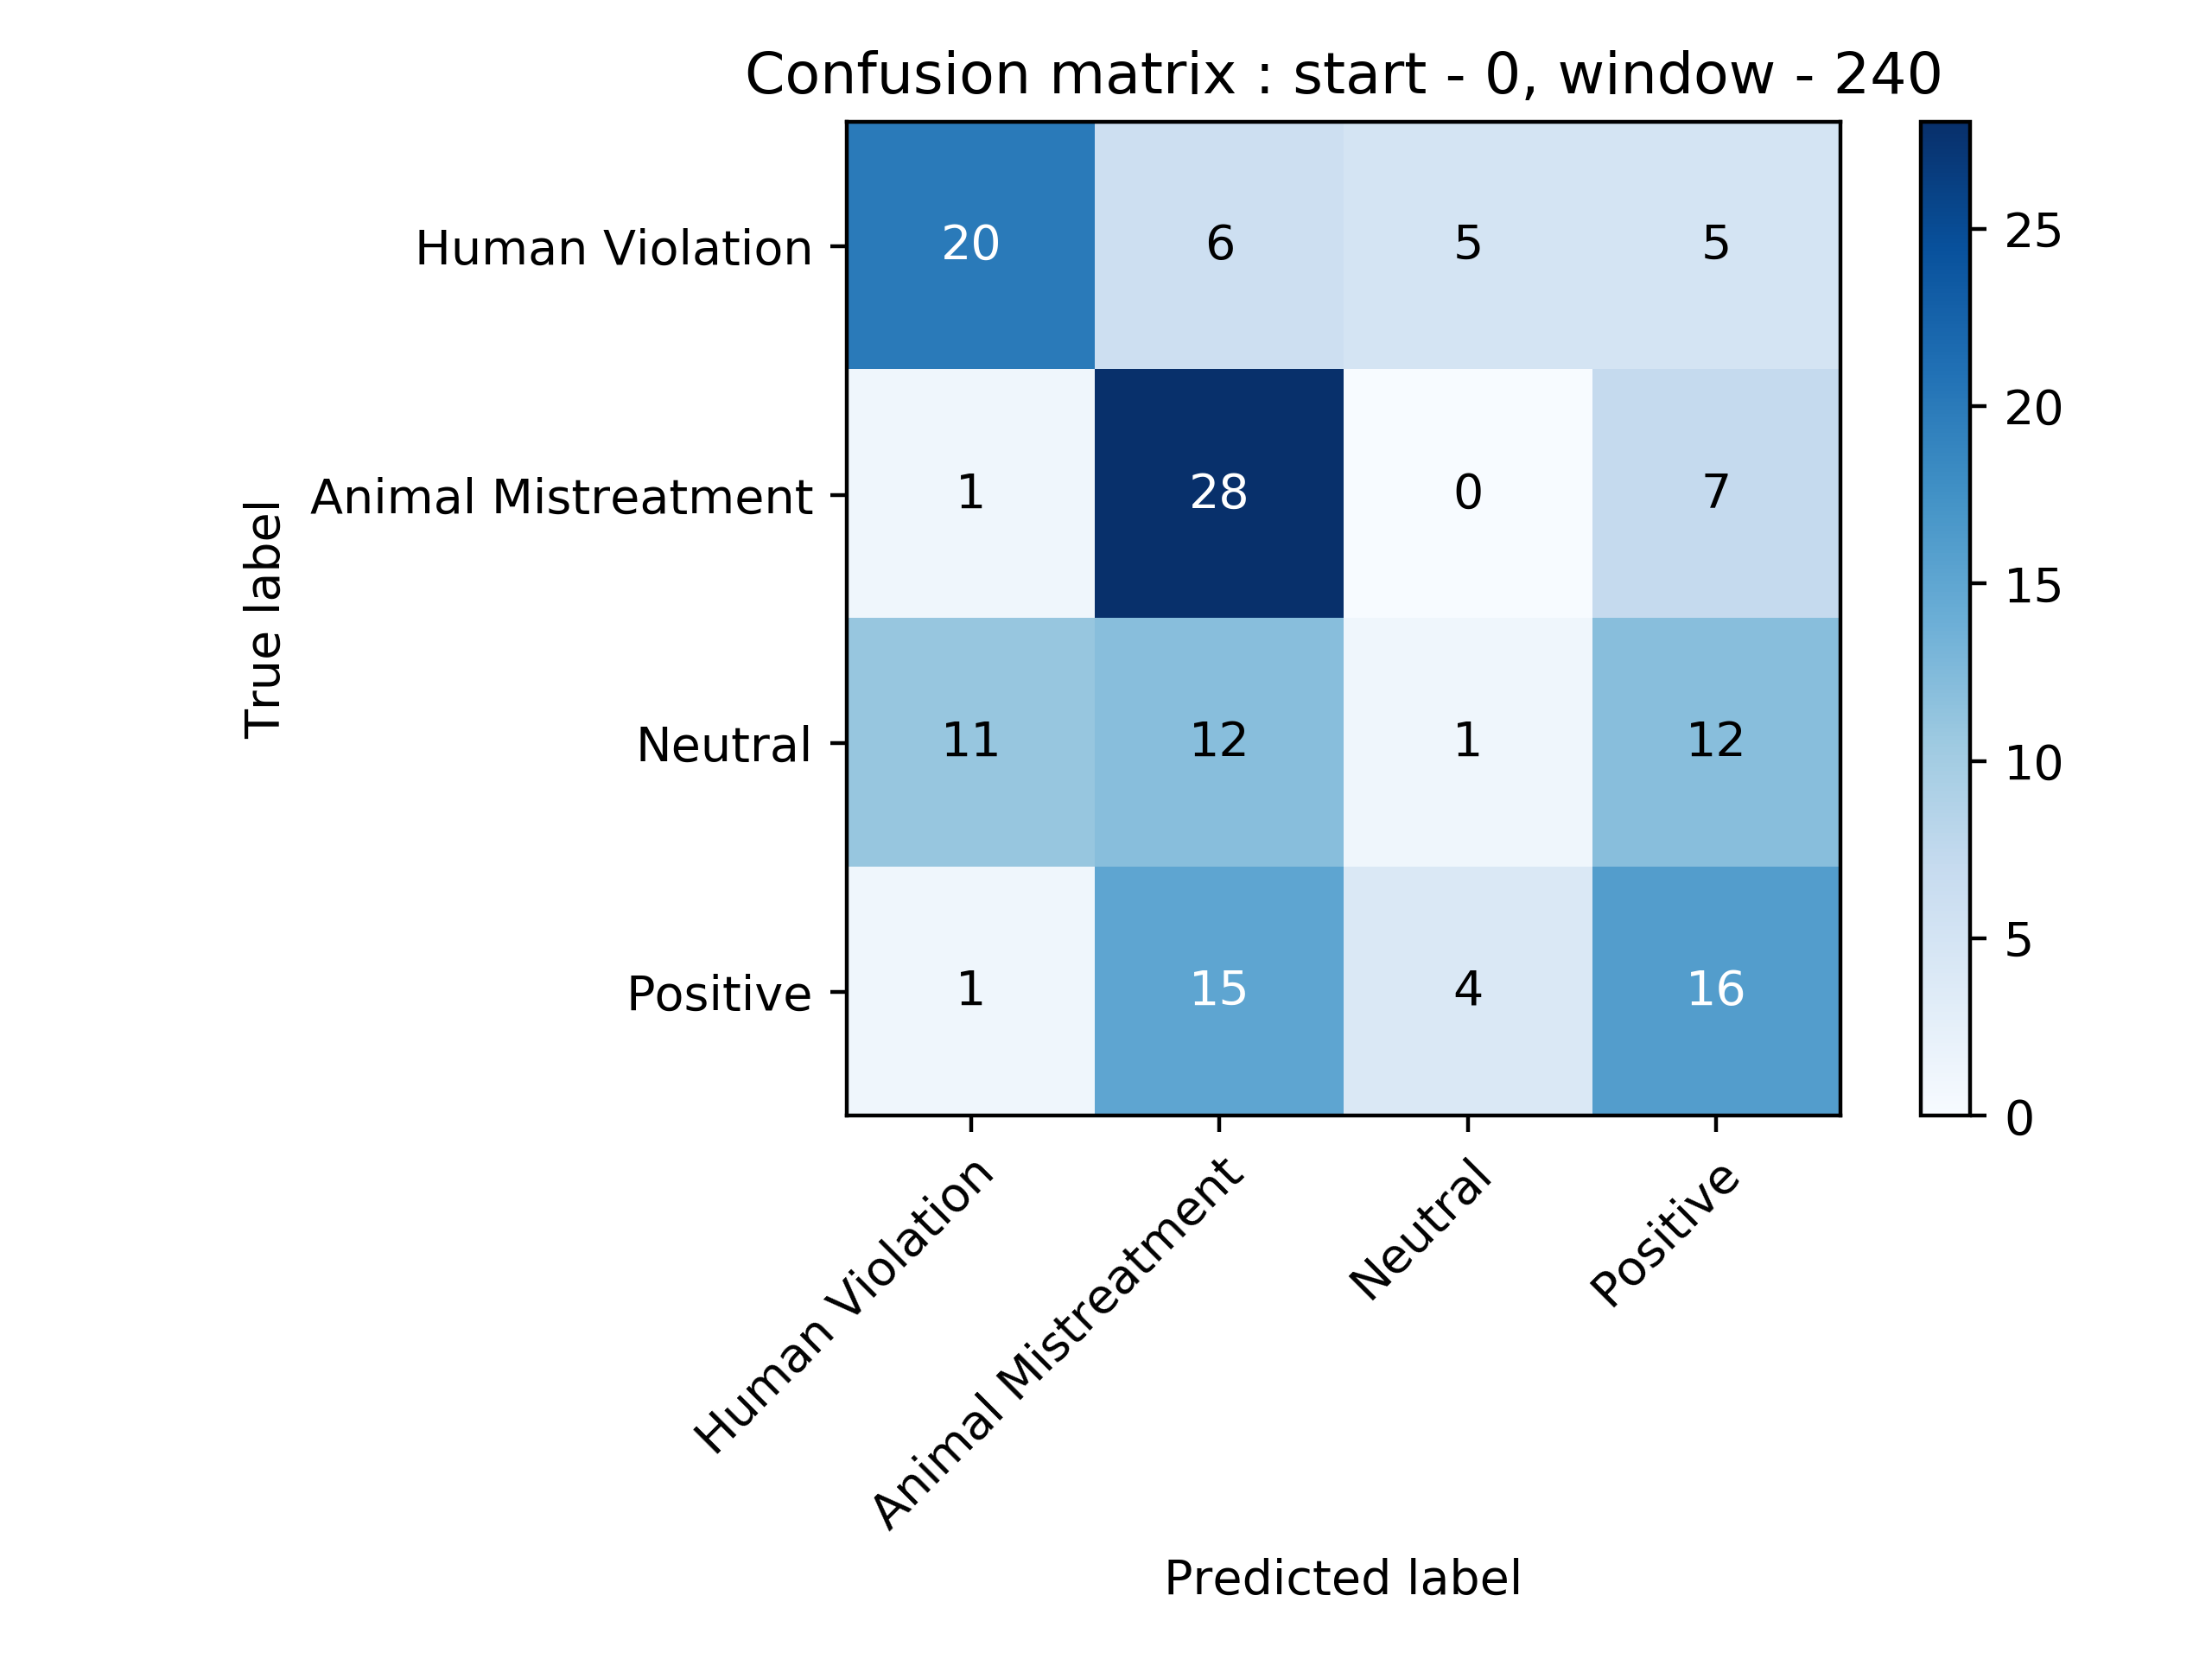 Confusion matrix : start - 0, window - 240
True label
Human Violation 20 6 5 5
Animal Mistreatment 1 28 0 7
Neutral 11 12 1 12
Positive 1 15 4 16
Human Violation
Animal Mistreatment
Neutral
Positive
Predicted label
25
20
15
10
5
0